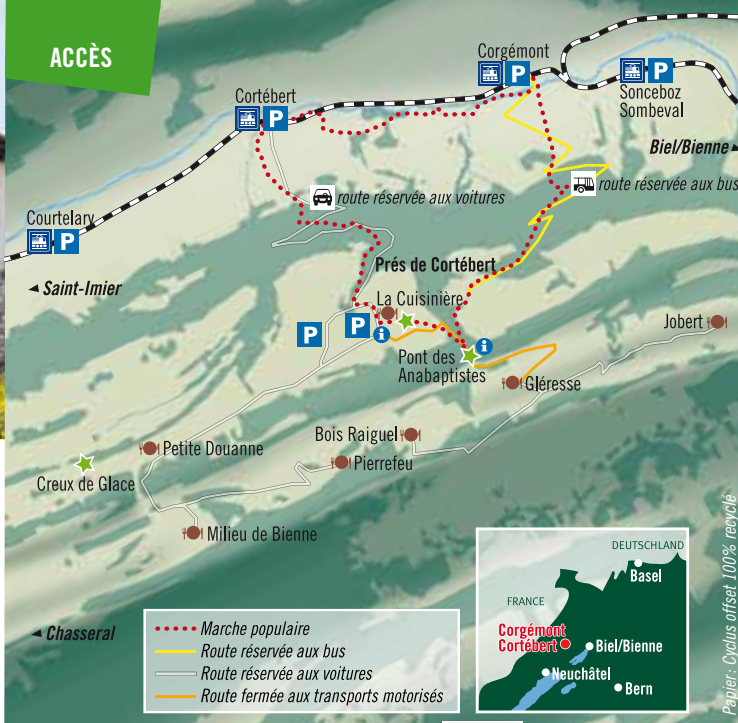 ACCÈS
Corgémont
P
P
Sonceboz
Sombeval
Cortébert
P
Biel/Bienne
route réservée aux bus
route réservée aux voitures
Courtelary
P
Prés de Cortébert
Saint-Imier
La Cuisinière
P
P
i
i
Jobert
Pont des
Anabaptistes
Gléresse
Bois Raiguel
Petite Douanne
Pierrefeu
Creux de Glace
Milieu de Bienne
Chasseral
Marche populaire
Route réservée aux bus
Route réservée aux voitures
Route fermée aux transports motorisés
DEUTSCHLAND
Basel
FRANCE
Corgémont
Cortébert
Biel/Bienne
Neuchâtel
Bern
Papier: Cyclus offset 100% recyclé